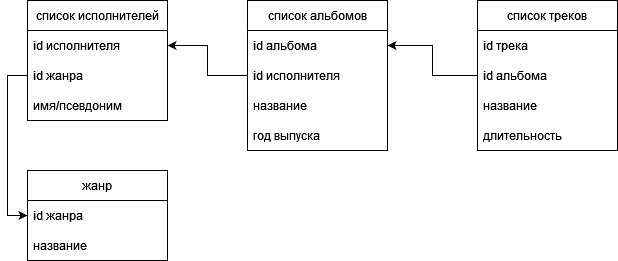 список исполнителей
id исполнителя
id жанра
имя/псевдоним
список альбомов
id альбома
id исполнителя
название
год выпуска
список треков
id трека
id альбома
название
длительность
жанр
id жанра
название